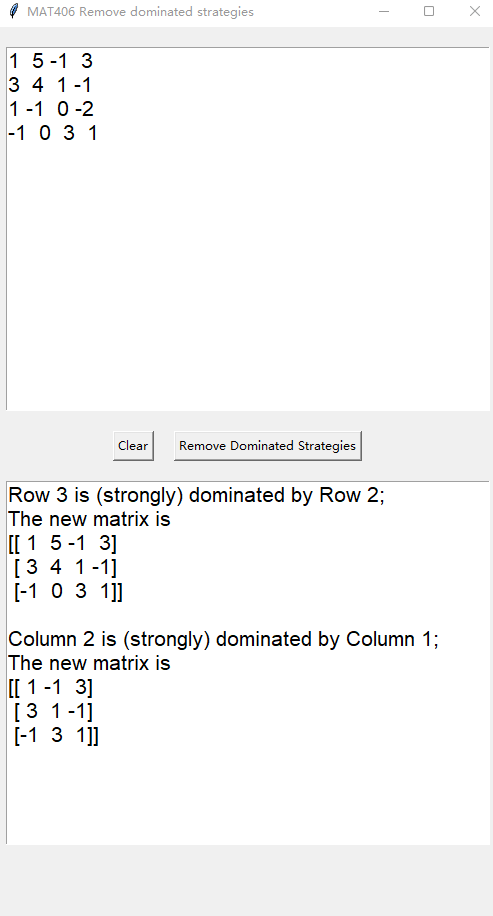 MAT406 Remove dominated strategies
1  5 -1  3
3  4  1 -1
1 -1  0 -2
-1  0  3  1
Clear
Remove Dominated Strategies
Row 3 is (strongly) dominated by Row 2;
The new matrix is
[[ 1  5 -1  3]
 [ 3  4  1 -1]
 [-1  0  3  1]]
Column 2 is (strongly) dominated by Column 1;
The new matrix is
[[ 1 -1  3]
 [ 3  1 -1]
 [-1  3  1]]